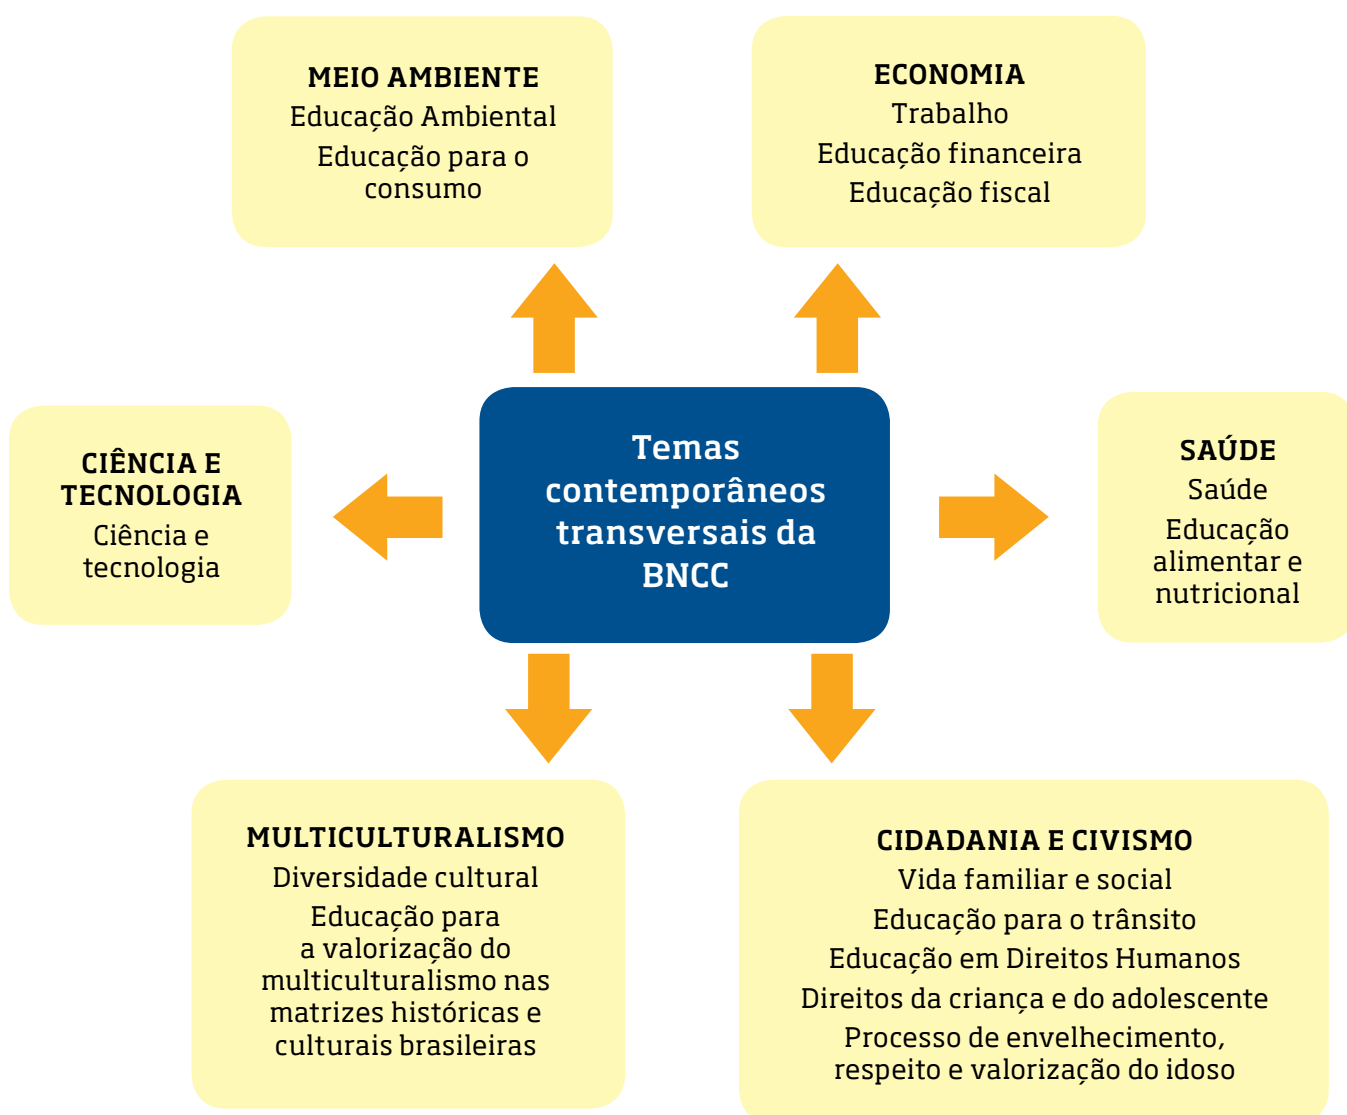 MEIO AMBIENTE
Educação Ambiental
Educação para o
consumo
ECONOMIA
Trabalho
Educação financeira
Educação fiscal
CIÊNCIA E
TECNOLOGIA
Ciência e
tecnologia
Temas
contemporâneos
transversais da
BNCC
SAÚDE
Saúde
Educação
alimentar e
nutricional
MULTICULTURALISMO
Diversidade cultural
Educação para
a valorização do
multiculturalismo nas
matrizes históricas e
culturais brasileiras
CIDADANIA E CIVISMO
Vida familiar e social
Educação para o trânsito
Educação em Direitos Humanos
Direitos da criança e do adolescente
Processo de envelhecimento,
respeito e valorização do idoso